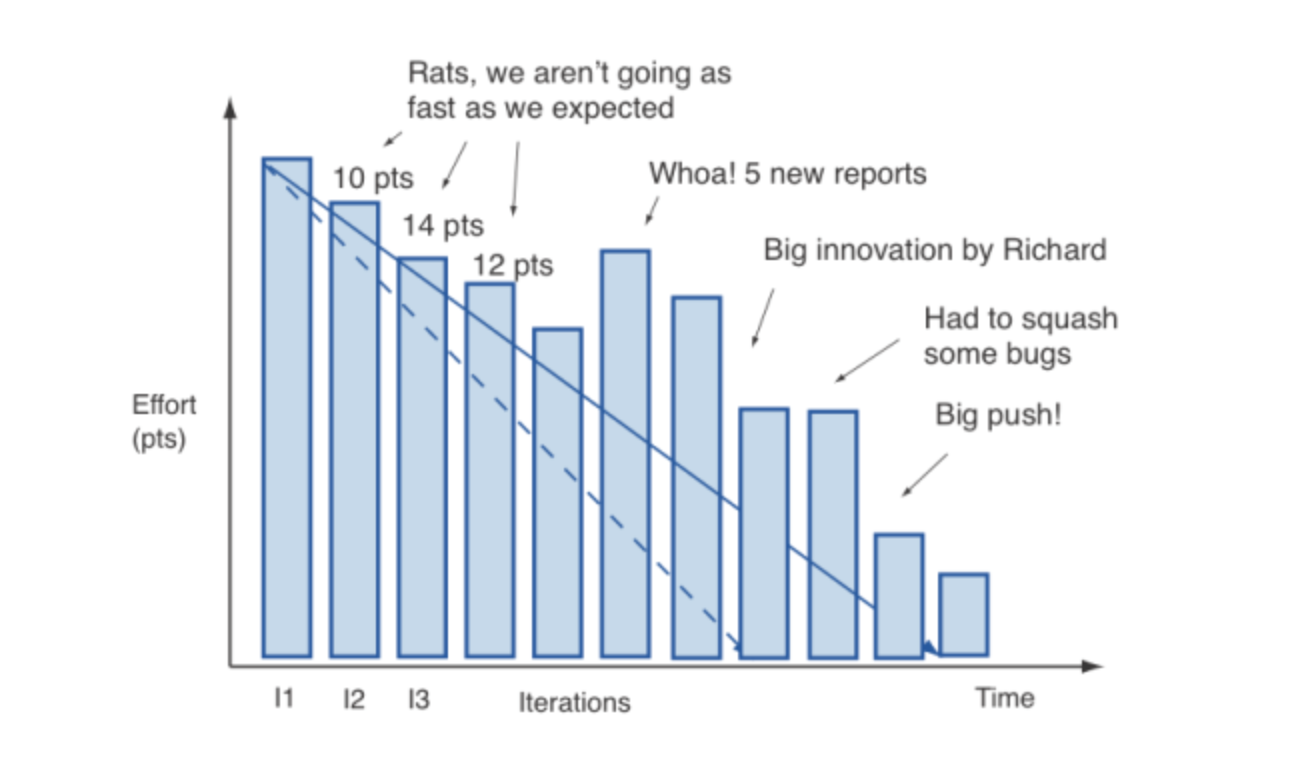 Rats, we aren't going as
fast as we expected
10 pts
Whoa! 5 new reports
14 pts
12 pts
Big innovation by Richard
Had to squash
some bugs
Effort
(pts)
Big push!
I1
I2
I3
Iterations
Time